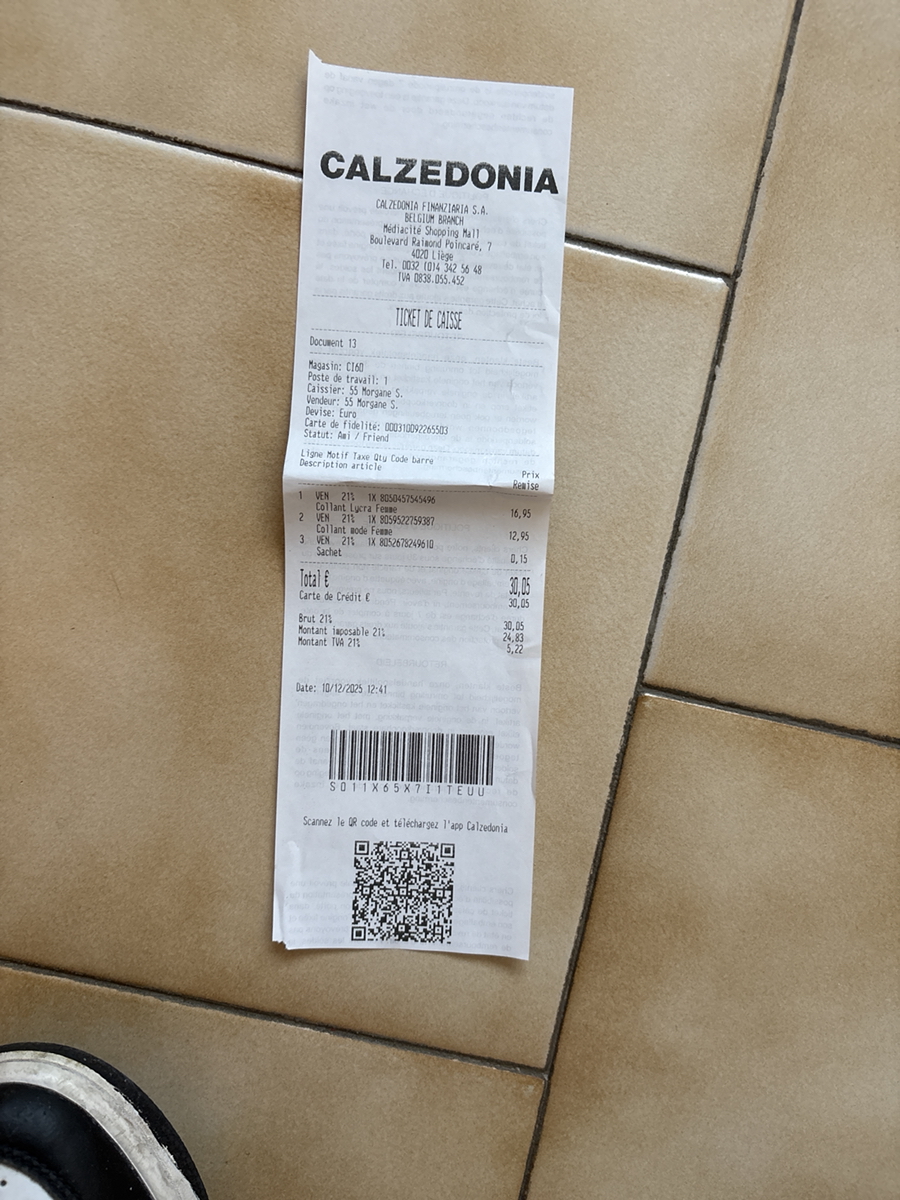 CALZEDONIA
CALZEDONIA FINANZIARIA S.A.
BELGIUM BRANCH
Médiacité Shopping Mall
Boulevard Raimond Poincaré, 7
4020 Liège
Tel. 0032 (0)4 342 56 48
TVA 0838.055.452
TICKET DE CAISSE
Document 13
Magasin: CI60
Poste de travail: 1
Caissier: 55 Morgane S.
Vendeur: 55 Morgane S.
Devise: Euro
Carte de fidelité: 000310092265503
Statut: Ami / Friend
Ligne Motif Taxe Qty Code barre Prix
Description article Remise
1 VEN 21% 1X 8050457545496 16,95
Collant Lycra Femme
2 VEN 21% 1X 8059522759387 12,95
Collant mode Femme
3 VEN 21% 1X 8052678249610 0,15
Sachet
Total € 30,05
Carte de Crédit € 30,05
Brut 21% 30,05
Montant imposable 21% 24,83
Montant TVA 21% 5,22
Date: 10/12/2025 12:41
S011X65X7I1TEUU
Scannez le QR code et téléchargez l'app Calzedonia